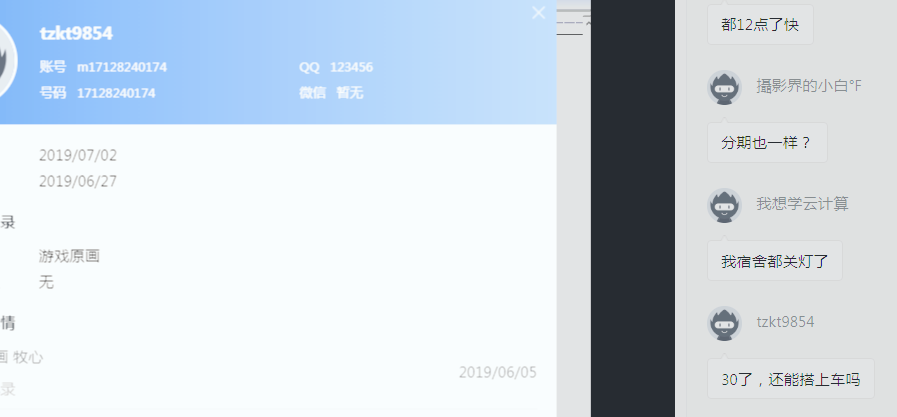 tzkt9854
账号 m17128240174 QQ 123456
号码 17128240174 微信 暂无
2019/07/02
2019/06/27
录
游戏原画
无
情
画 牧心
2019/06/05
录
都12点了快
攝影界的小白°F
分期也一样？
我想学云计算
我宿舍都关灯了
tzkt9854
30了，还能搭上车吗